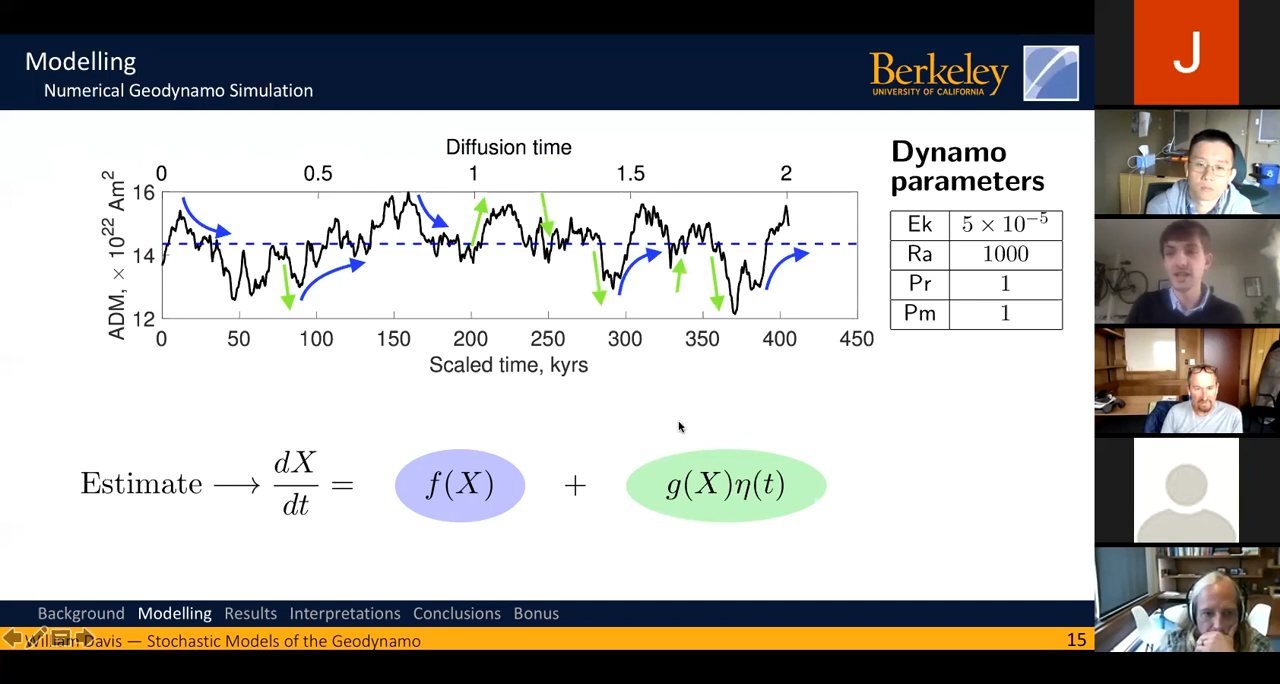 Modelling
Numerical Geodynamo Simulation
Berkeley
UNIVERSITY OF CALIFORNIA
J
Diffusion time
0 0.5 1 1.5 2
ADM, × 10²² Am²
16
14
12
0 50 100 150 200 250 300 350 400 450
Scaled time, kyrs
Dynamo
parameters
Ek 5 × 10⁻⁵
Ra 1000
Pr 1
Pm 1
Estimate ⟶ dX/dt = f(X) + g(X)η(t)
Background Modelling Results Interpretations Conclusions Bonus
William Davis — Stochastic Models of the Geodynamo 15